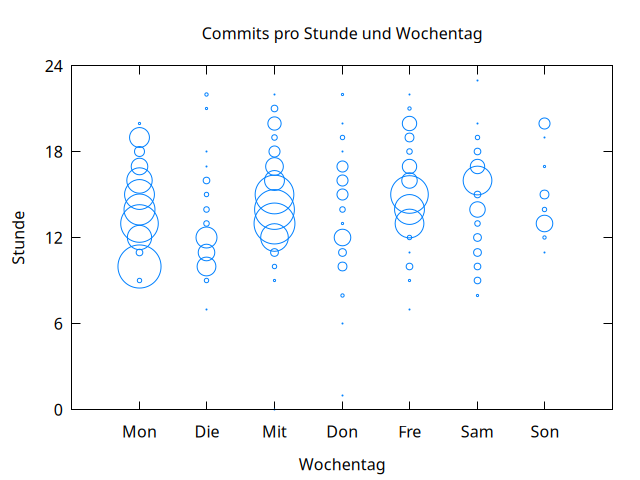 Commits pro Stunde und Wochentag
24
18
12
6
0
Stunde
Mon Die Mit Don Fre Sam Son
Wochentag